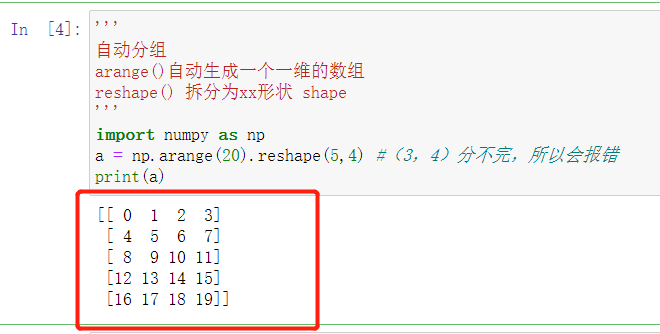 In [4]:
'''
自动分组
arange()自动生成一个一维的数组
reshape() 拆分为xx形状 shape
'''
import numpy as np
a = np.arange(20).reshape(5,4) #（3，4）分不完，所以会报错
print(a)
[[ 0  1  2  3]
 [ 4  5  6  7]
 [ 8  9 10 11]
 [12 13 14 15]
 [16 17 18 19]]